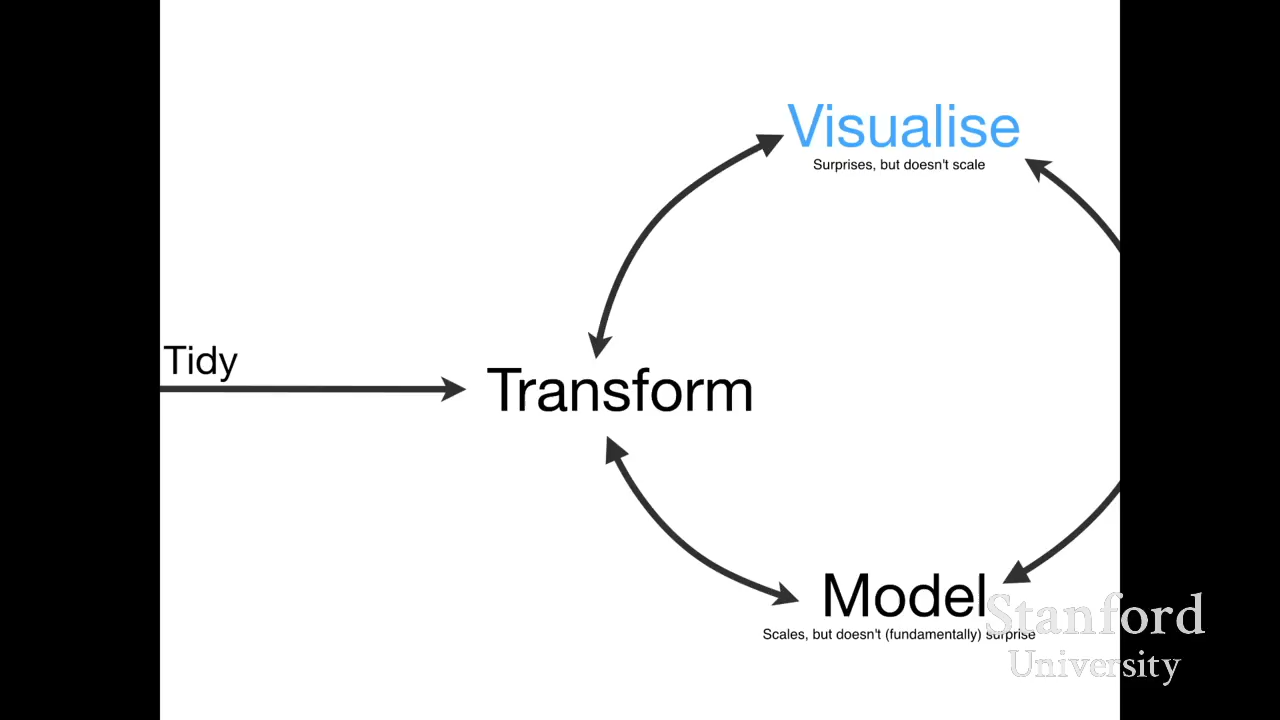 Visualise
Surprises, but doesn't scale
Tidy
Transform
Model
Scales, but doesn't (fundamentally) surprise
Stanford
University